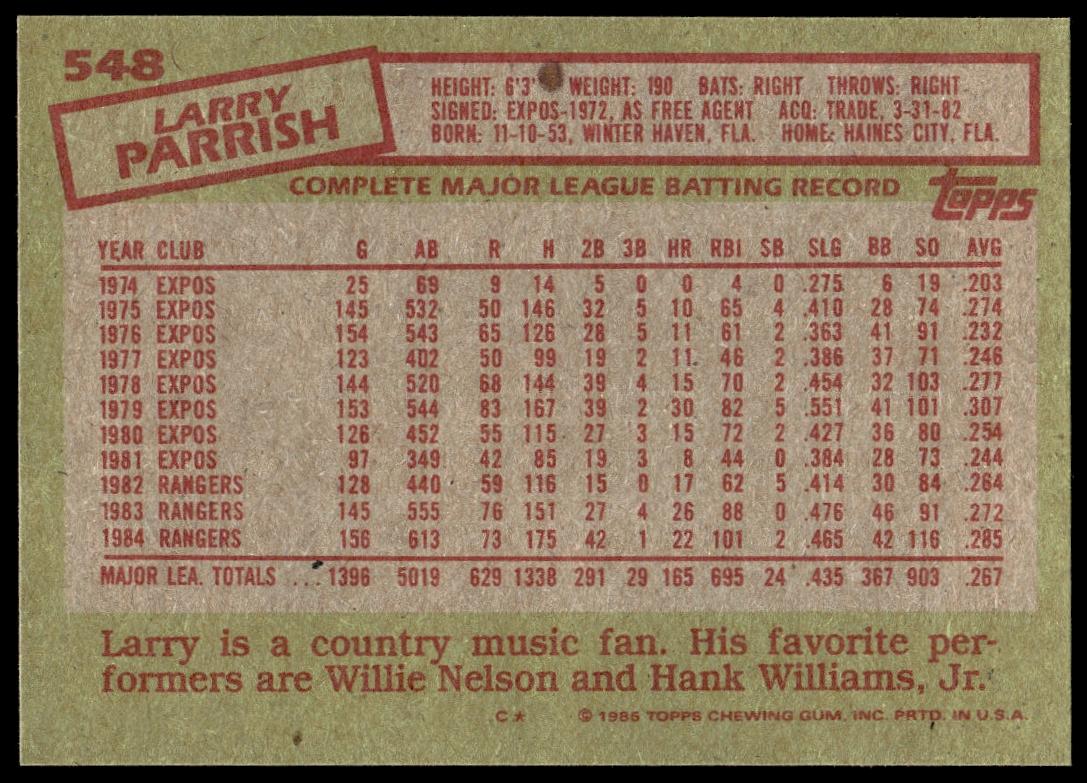 548
LARRY
PARRISH
HEIGHT: 6'3" WEIGHT: 190 BATS: RIGHT THROWS: RIGHT
SIGNED: EXPOS-1972, AS FREE AGENT ACQ: TRADE, 3-31-82
BORN: 11-10-53, WINTER HAVEN, FLA. HOME: HAINES CITY, FLA.
COMPLETE MAJOR LEAGUE BATTING RECORD
topps
YEAR CLUB G AB R H 2B 3B HR RBI SB SLG BB SO AVG
1974 EXPOS 25 69 9 14 5 0 0 4 0 .275 6 19 .203
1975 EXPOS 145 532 50 146 32 5 10 65 4 .410 28 74 .274
1976 EXPOS 154 543 65 126 28 5 11 61 2 .363 41 91 .232
1977 EXPOS 123 402 50 99 19 2 11 46 2 .386 37 71 .246
1978 EXPOS 144 520 68 144 39 4 15 70 2 .454 32 103 .277
1979 EXPOS 153 544 83 167 39 2 30 82 5 .551 41 101 .307
1980 EXPOS 126 452 55 115 27 3 15 72 2 .427 36 80 .254
1981 EXPOS 97 349 42 85 19 3 8 44 0 .384 28 73 .244
1982 RANGERS 128 440 59 116 15 0 17 62 5 .414 30 84 .264
1983 RANGERS 145 555 76 151 27 4 26 88 0 .476 46 91 .272
1984 RANGERS 156 613 73 175 42 1 22 101 2 .465 42 116 .285
MAJOR LEA. TOTALS .... 1396 5019 629 1338 291 29 165 695 24 .435 367 903 .267
Larry is a country music fan. His favorite per-
formers are Willie Nelson and Hank Williams, Jr.
C★ © 1985 TOPPS CHEWING GUM, INC. PRTD. IN U.S.A.